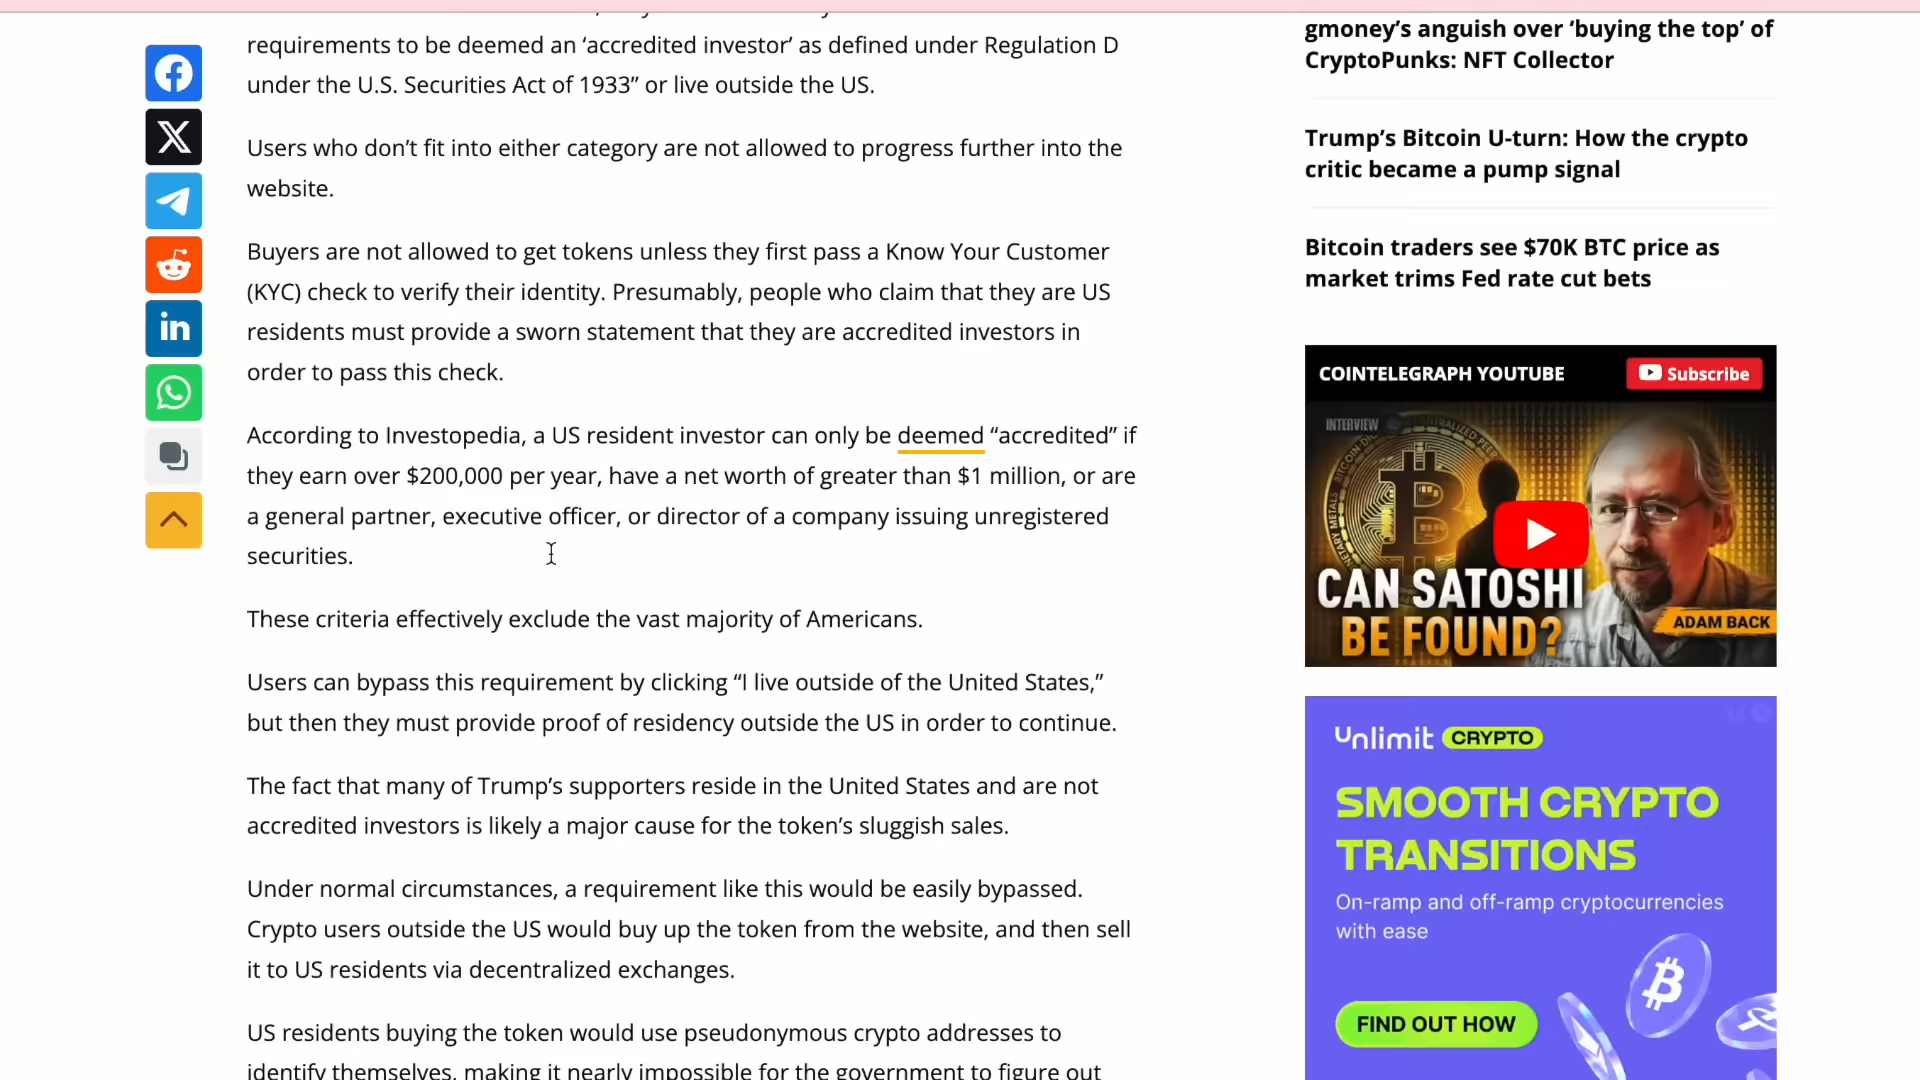 requirements to be deemed an ‘accredited investor’ as defined under Regulation D
under the U.S. Securities Act of 1933” or live outside the US.
Users who don’t fit into either category are not allowed to progress further into the
website.
Buyers are not allowed to get tokens unless they first pass a Know Your Customer
(KYC) check to verify their identity. Presumably, people who claim that they are US
residents must provide a sworn statement that they are accredited investors in
order to pass this check.
According to Investopedia, a US resident investor can only be deemed “accredited” if
they earn over $200,000 per year, have a net worth of greater than $1 million, or are
a general partner, executive officer, or director of a company issuing unregistered
securities.
These criteria effectively exclude the vast majority of Americans.
Users can bypass this requirement by clicking “I live outside of the United States,”
but then they must provide proof of residency outside the US in order to continue.
The fact that many of Trump’s supporters reside in the United States and are not
accredited investors is likely a major cause for the token’s sluggish sales.
Under normal circumstances, a requirement like this would be easily bypassed.
Crypto users outside the US would buy up the token from the website, and then sell
it to US residents via decentralized exchanges.
US residents buying the token would use pseudonymous crypto addresses to
identify themselves, making it nearly impossible for the government to figure out
gmoney’s anguish over ‘buying the top’ of
CryptoPunks: NFT Collector
Trump’s Bitcoin U-turn: How the crypto
critic became a pump signal
Bitcoin traders see $70K BTC price as
market trims Fed rate cut bets
COINTELEGRAPH YOUTUBE
Subscribe
INTERVIEW
CAN SATOSHI
BE FOUND?
ADAM BACK
Unlimit CRYPTO
SMOOTH CRYPTO
TRANSITIONS
On-ramp and off-ramp cryptocurrencies
with ease
FIND OUT HOW